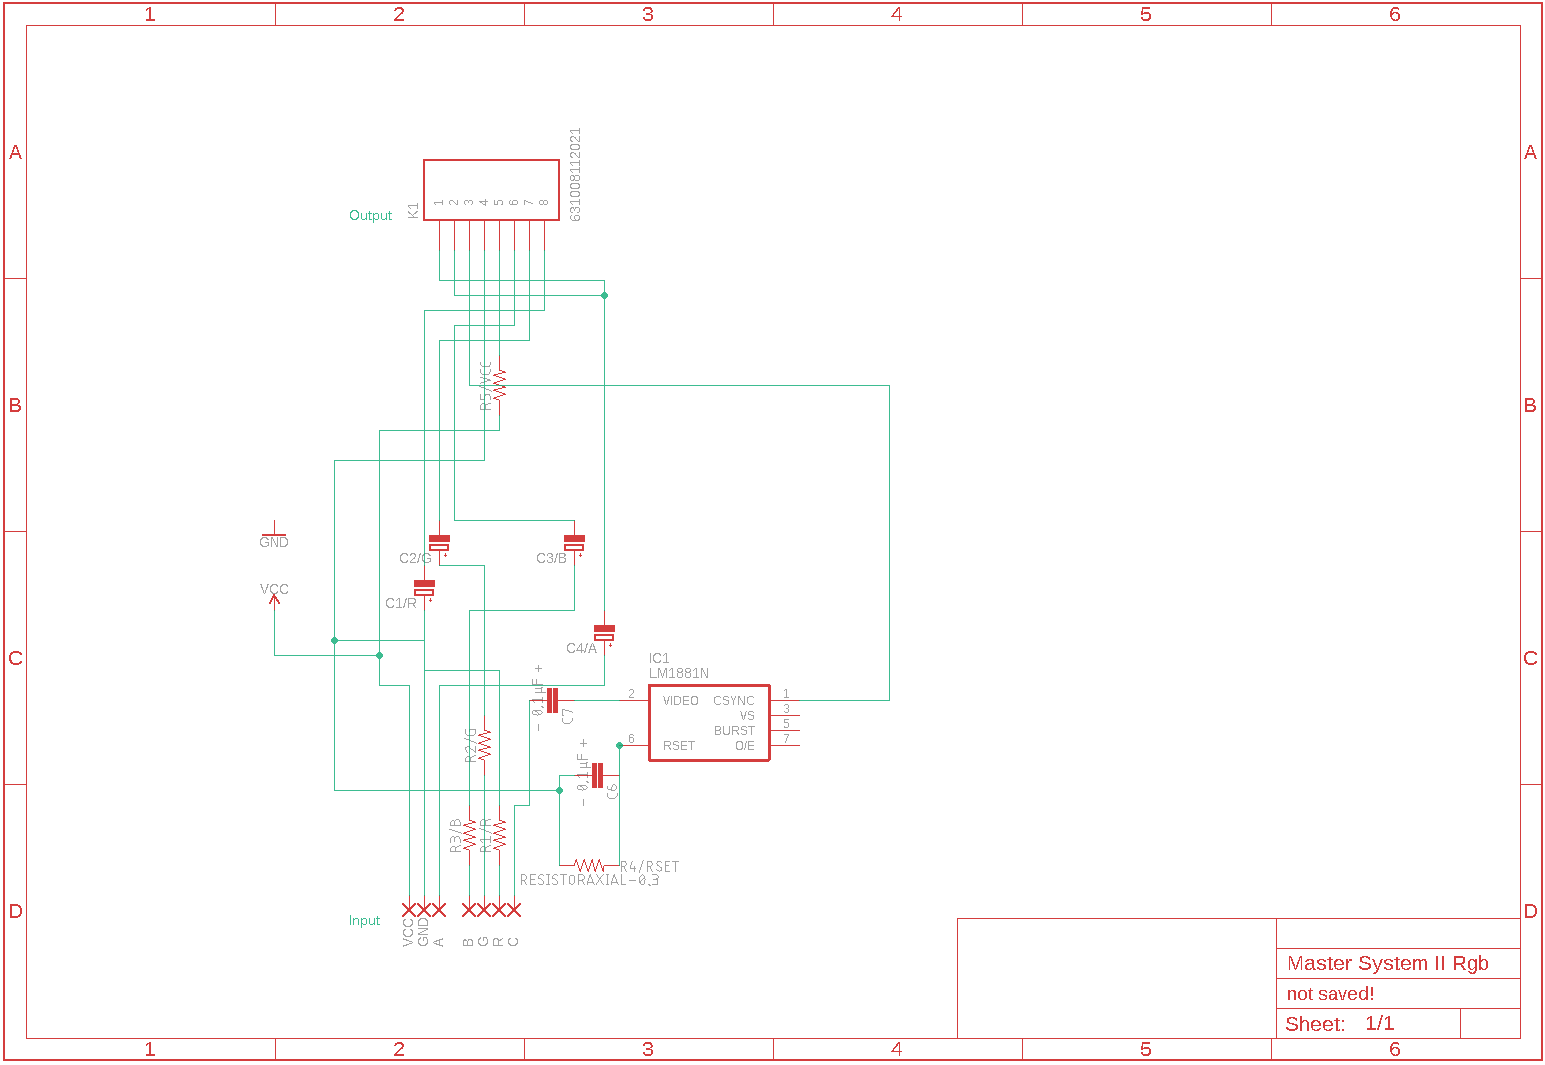 1 2 3 4 5 6
A A
631008112021
K1
1 2 3 4 5 6 7 8
Output
B B
R5/VCC
GND
C2/G C3/B
VCC
C1/R
C4/A
C C
IC1
LM1881N
2 VIDEO CSYNC 1
VS 3
BURST 5
6 RSET O/E 7
- 0,1µF +
C7
R2/G
- 0,1µF +
C6
R3/B R1/R
R4/RSET
RESISTORAXIAL-0.3
D D
Input
VCC GND A B G R C
Master System II Rgb
not saved!
Sheet: 1/1
1 2 3 4 5 6